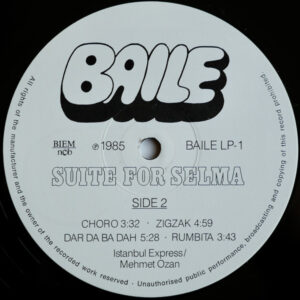 BAILE
BIEM
ncb
℗ 1985
BAILE LP-1
SUITE FOR SELMA
SIDE 2
CHORO 3:32 · ZIGZAK 4:59
DAR DA BA DAH 5:28 · RUMBITA 3:43
Istanbul Express/
Mehmet Ozan
All rights of the manufacturer and the owner of the recorded work reserved · Unauthorised public performance, broadcasting and copying of this record prohibited